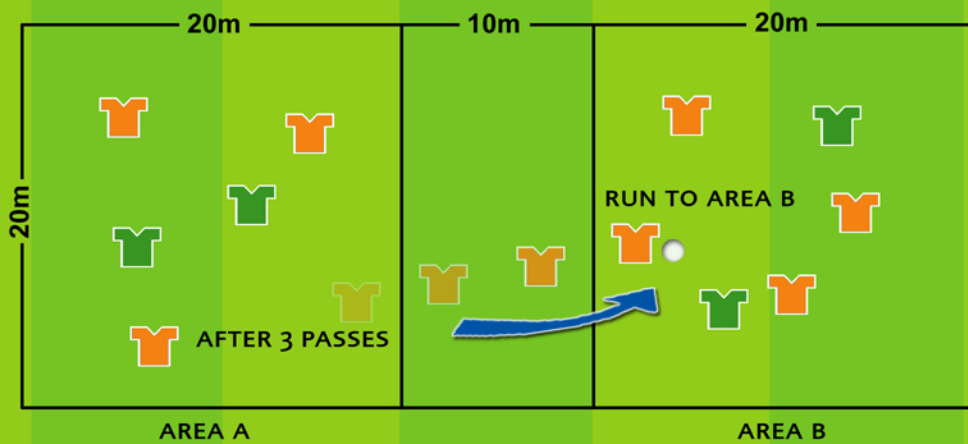 20m
10m
20m
20m
RUN TO AREA B
AFTER 3 PASSES
AREA A
AREA B